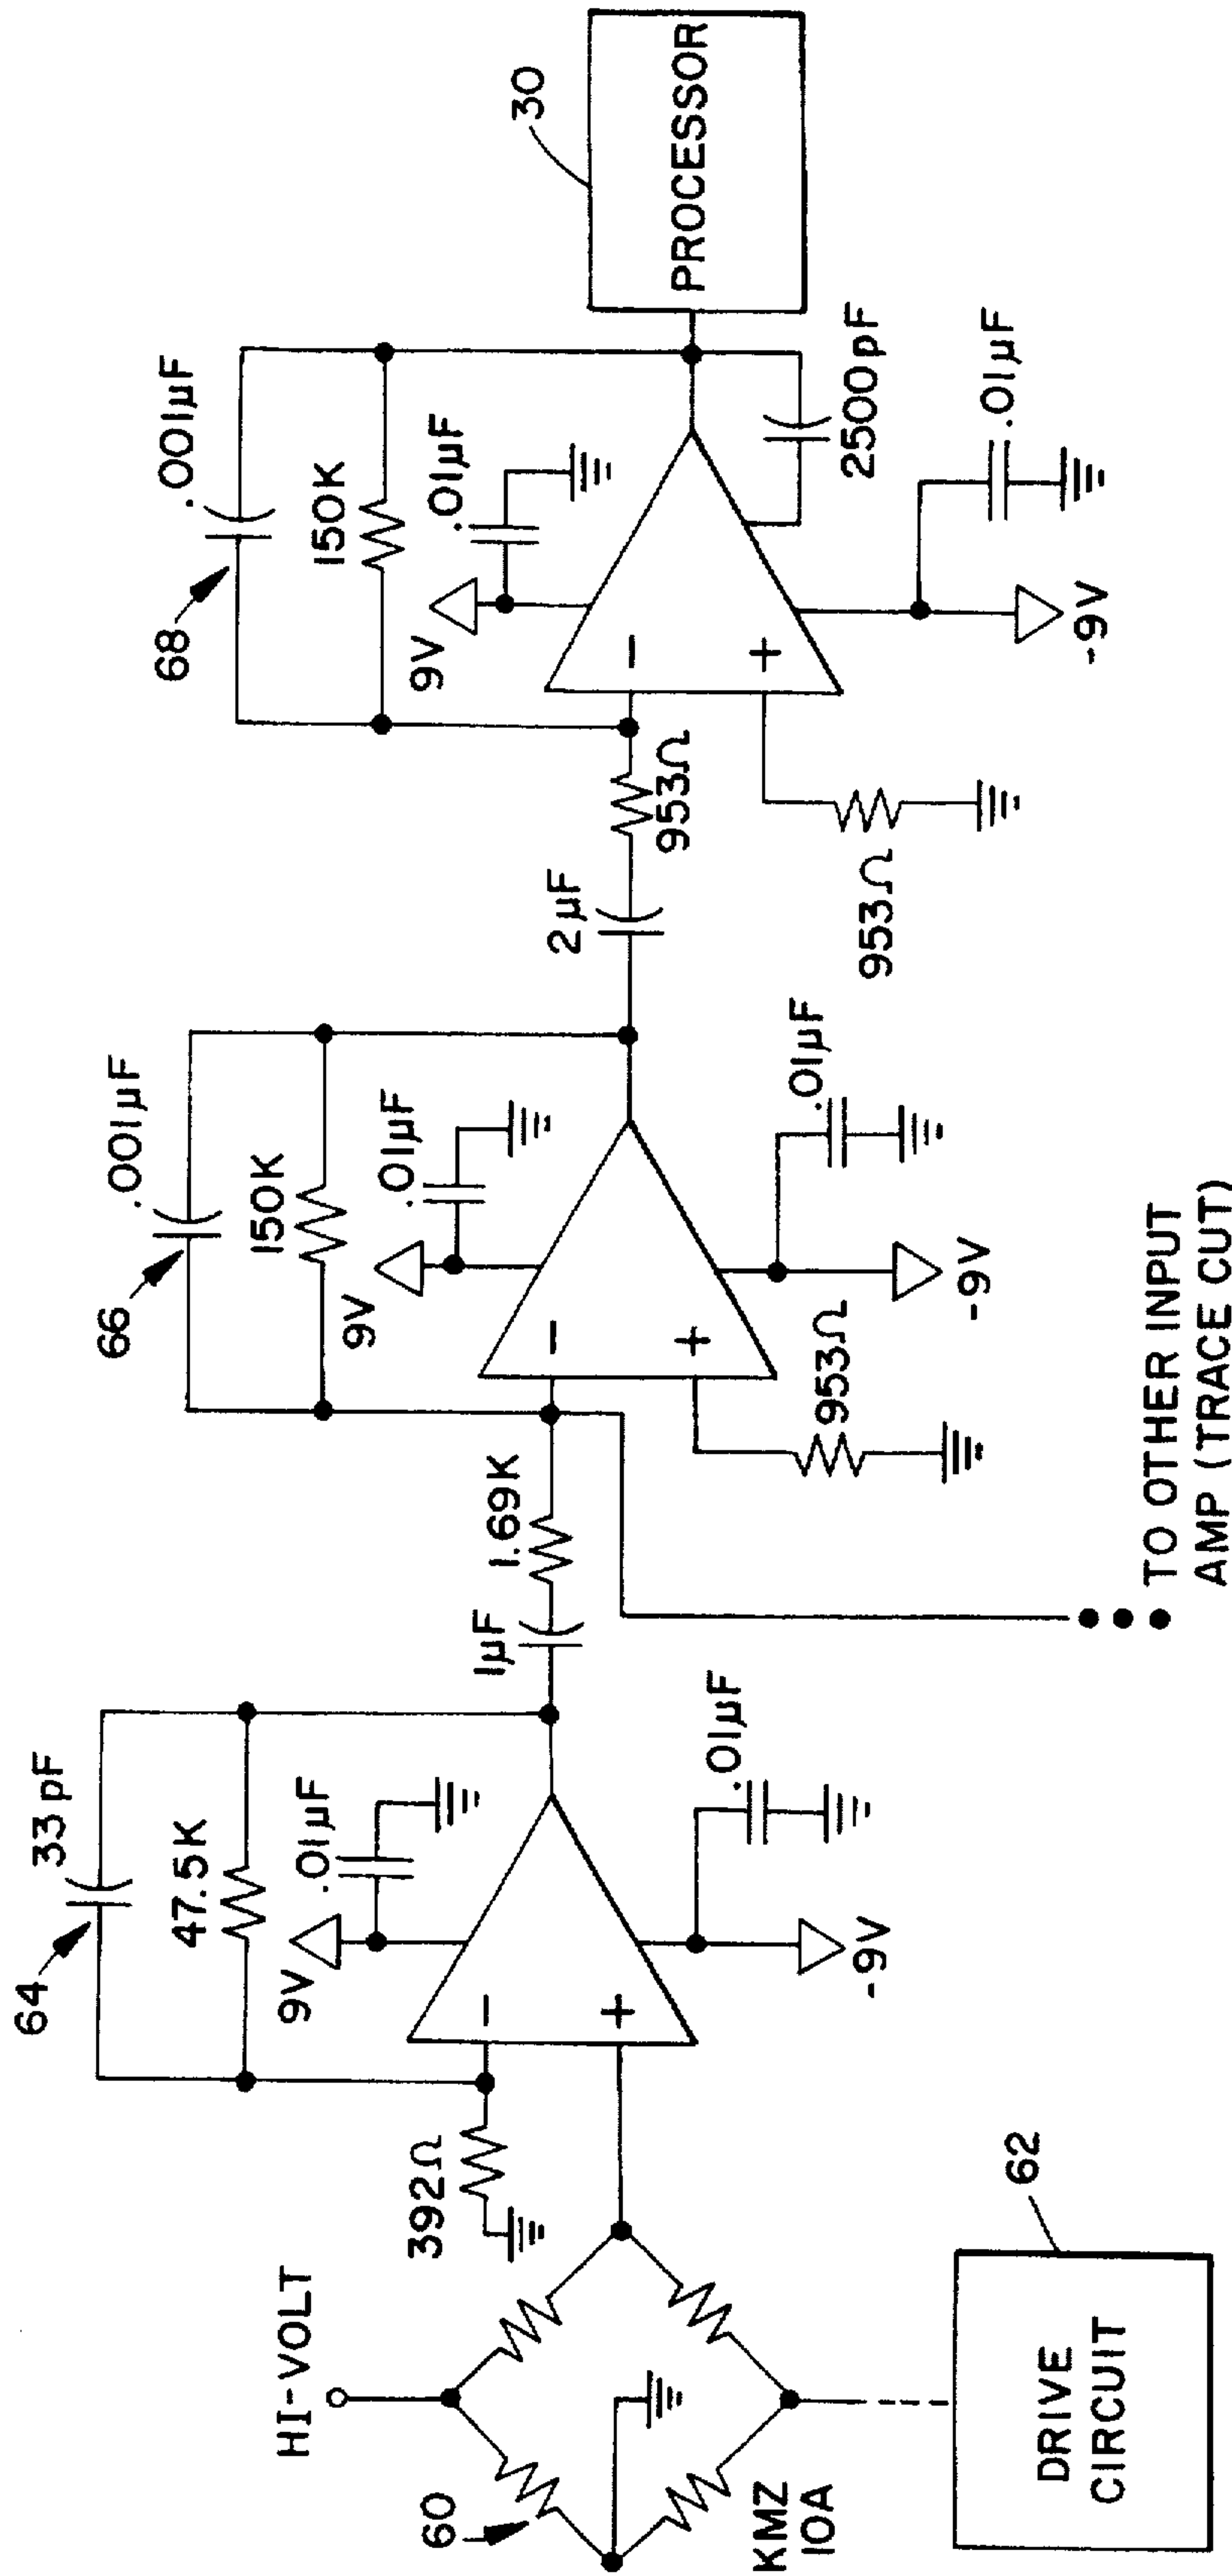 64
33pF
47.5K
9V
.01µF
392Ω
HI-VOLT
60
KMZ
10A
-9V
.01µF
62
DRIVE
CIRCUIT
1µF
1.69K
66
.001µF
150K
9V
.01µF
953Ω
-9V
.01µF
TO OTHER INPUT
AMP (TRACE CUT)
2µF
953Ω
68
.001µF
150K
9V
.01µF
953Ω
2500pF
-9V
.01µF
30
PROCESSOR
-
+
-
+
-
+